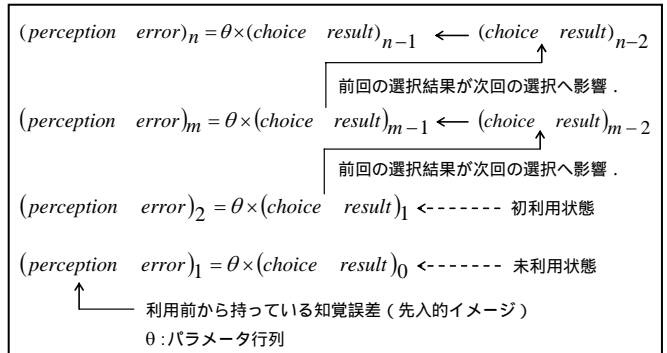 (perception error)n = θ×(choice result)n−1 ← (choice result)n−2
前回の選択結果が次回の選択へ影響.
(perception error)m = θ×(choice result)m−1 ← (choice result)m−2
前回の選択結果が次回の選択へ影響.
(perception error)2 = θ×(choice result)1 ←------- 初利用状態
(perception error)1 = θ×(choice result)0 ←------- 未利用状態
利用前から持っている知覚誤差(先入的イメージ)
θ:パラメータ行列